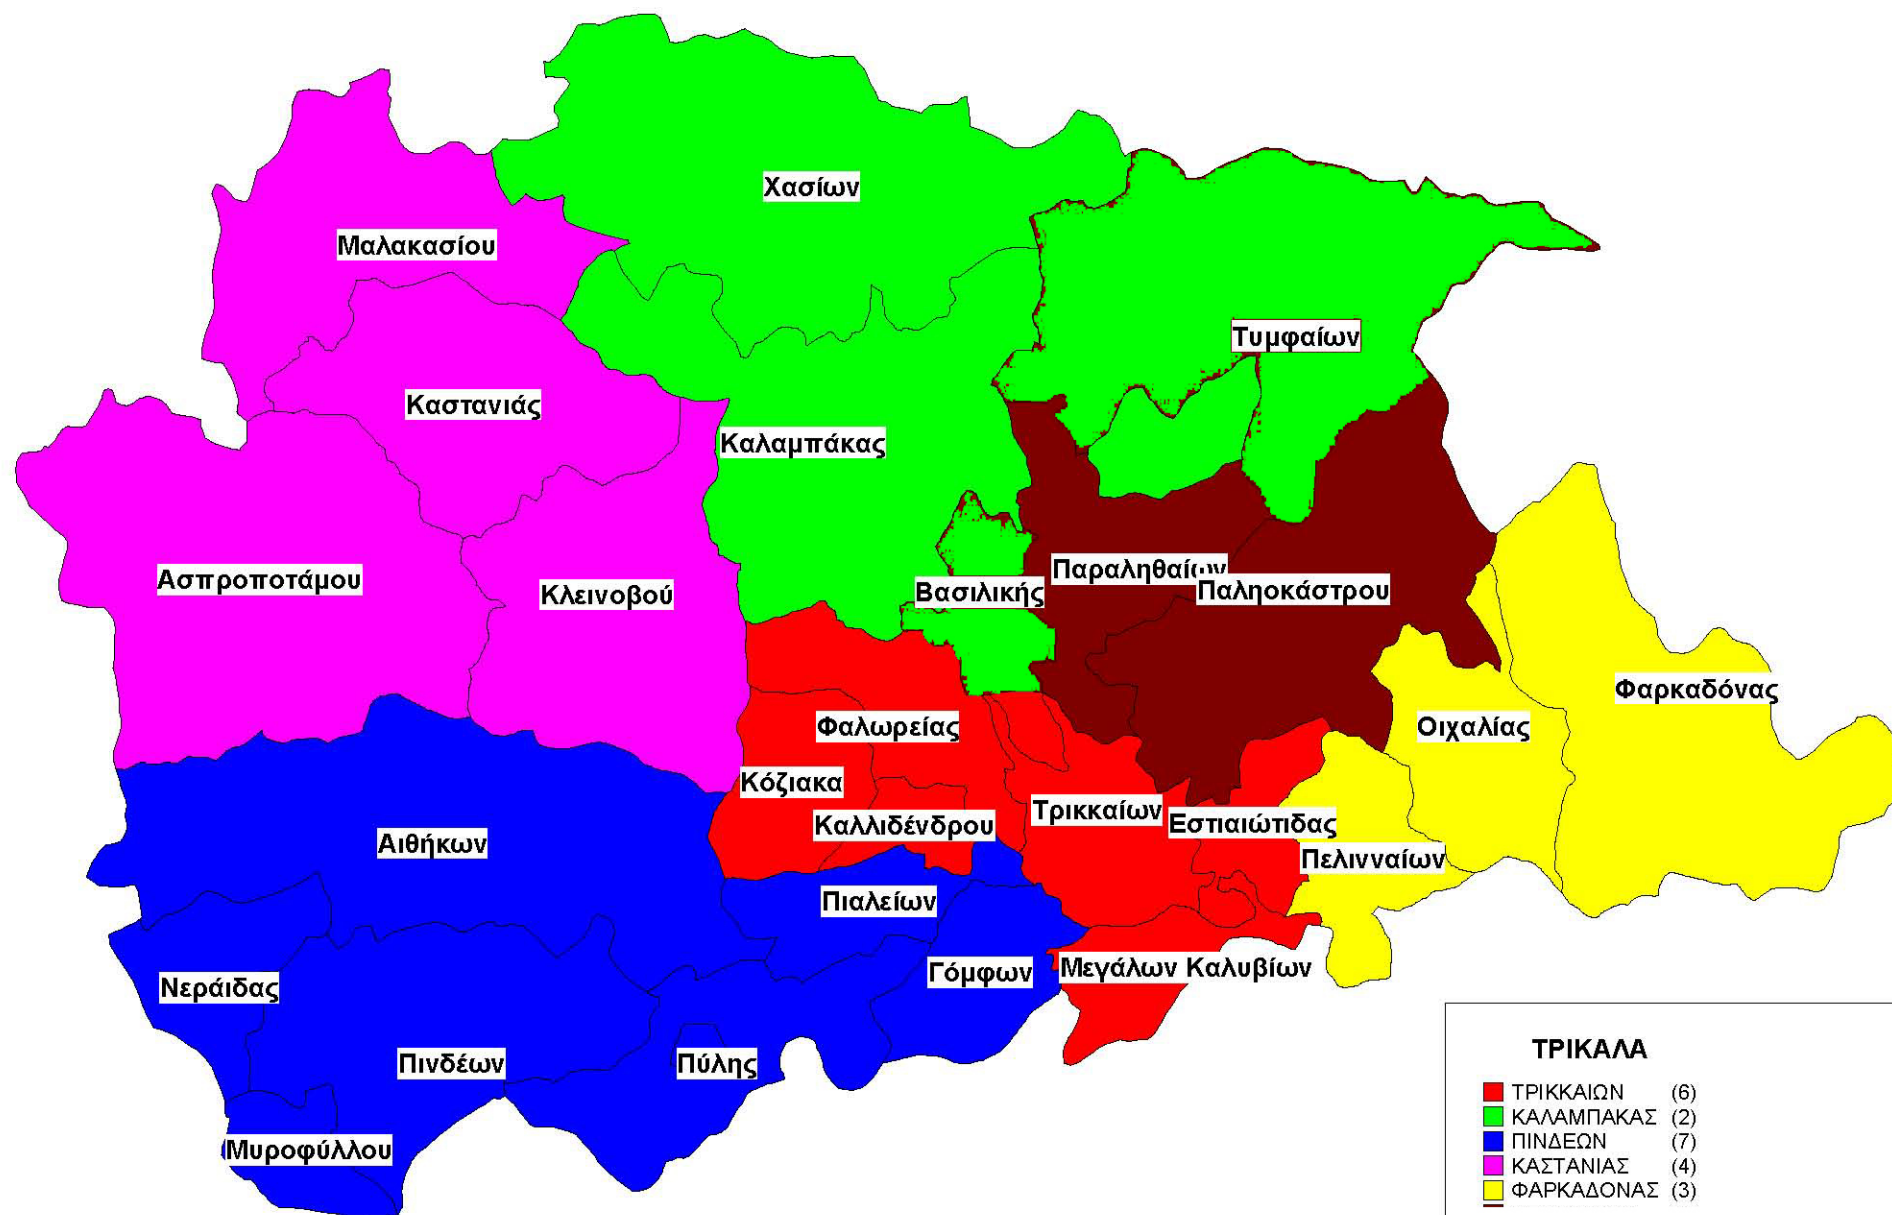 Χασίων
Μαλακασίου
Τυμφαίων
Καστανιάς
Καλαμπάκας
Ασπροποτάμου
Κλεινοβού
Βασιλικής
Παραληθαίων
Παληοκάστρου
Φαρκαδόνας
Φαλωρείας
Οιχαλίας
Κόζιακα
Τρικκαίων
Καλλιδένδρου
Εστιαιώτιδας
Αιθήκων
Πελινναίων
Πιαλείων
Γόμφων
Μεγάλων Καλυβίων
Νεράιδας
Πινδέων
Πύλης
Μυροφύλλου
ΤΡΙΚΑΛΑ
ΤΡΙΚΚΑΙΩΝ (6)
ΚΑΛΑΜΠΑΚΑΣ (2)
ΠΙΝΔΕΩΝ (7)
ΚΑΣΤΑΝΙΑΣ (4)
ΦΑΡΚΑΔΟΝΑΣ (3)